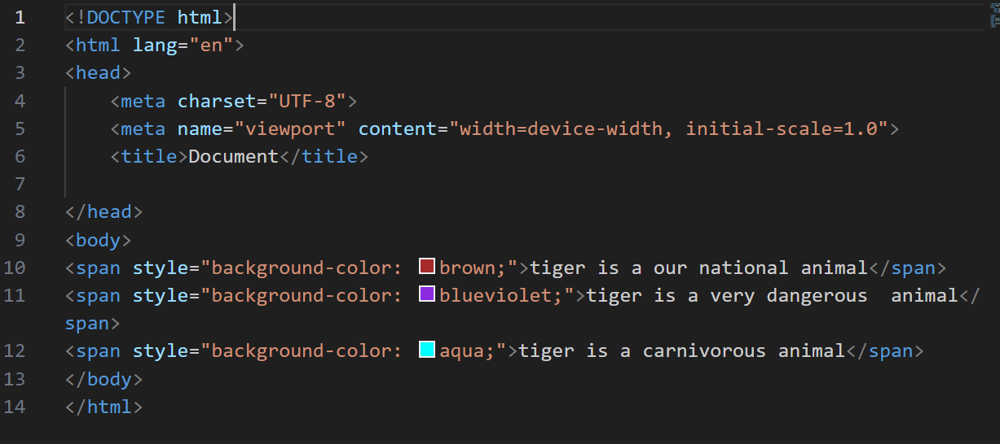 1 <!DOCTYPE html>
2 <html lang="en">
3 <head>
4     <meta charset="UTF-8">
5     <meta name="viewport" content="width=device-width, initial-scale=1.0">
6     <title>Document</title>
7
8 </head>
9 <body>
10 <span style="background-color: brown;">tiger is a our national animal</span>
11 <span style="background-color: blueviolet;">tiger is a very dangerous  animal</
span>
12 <span style="background-color: aqua;">tiger is a carnivorous animal</span>
13 </body>
14 </html>